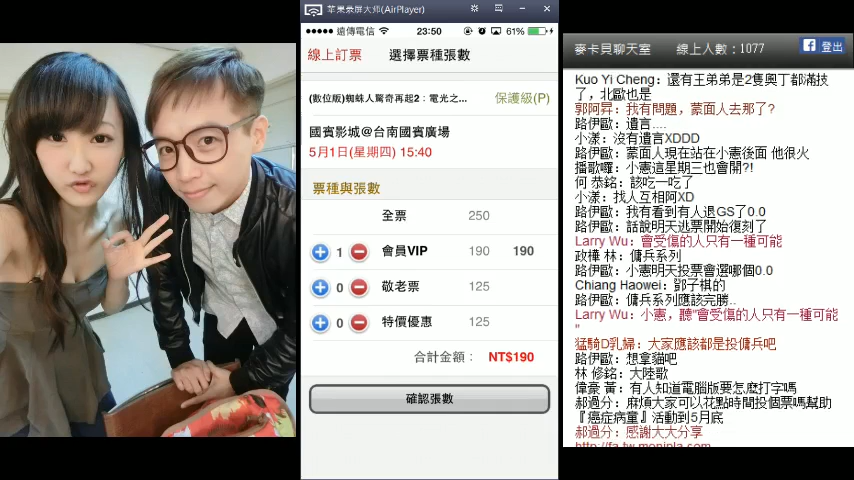 苹果录屏大师(AirPlayer)
遠傳電信
23:50
61%
線上訂票
選擇票種張數
(數位版)蜘蛛人驚奇再起2：電光之...
保護級(P)
國賓影城@台南國賓廣場
5月1日(星期四) 15:40
票種與張數
全票 250
1 會員VIP 190 190
0 敬老票 125
0 特價優惠 125
合計金額： NT$190
確認張數
麥卡貝聊天室 線上人數：1077
登出
Kuo Yi Cheng：還有王弟弟是2隻奧丁都滿技
了，北歐也是
郭阿昇：我有問題，蒙面人去那了?
路伊歐：遺言....
小漾：沒有遺言XDDD
路伊歐：蒙面人現在站在小憲後面 他很火
播歌囉：小憲這星期三也會開?!
何 恭銘：該吃一吃了
小漾：找人互相阿XD
路伊歐：我有看到有人退GS了0.0
路伊歐：話說明天逃票開始復刻了
Larry Wu：會受傷的人只有一種可能
政樺 林：傭兵系列
路伊歐：小憲明天投票會選哪個0.0
Chiang Haowei：鄧子棋的
路伊歐：傭兵系列應該完勝..
Larry Wu：小憲，聽"會受傷的人只有一種可能
"
猛騎D乳婦：大家應該都是投傭兵吧
路伊歐：想拿貓吧
林 修銘：大陸歌
偉豪 黃：有人知道電腦版要怎麼打字嗎
郝過分：麻煩大家可以花點時間投個票嗎幫助
『癌症病童』活動到5月底
郝過分：感謝大大分享